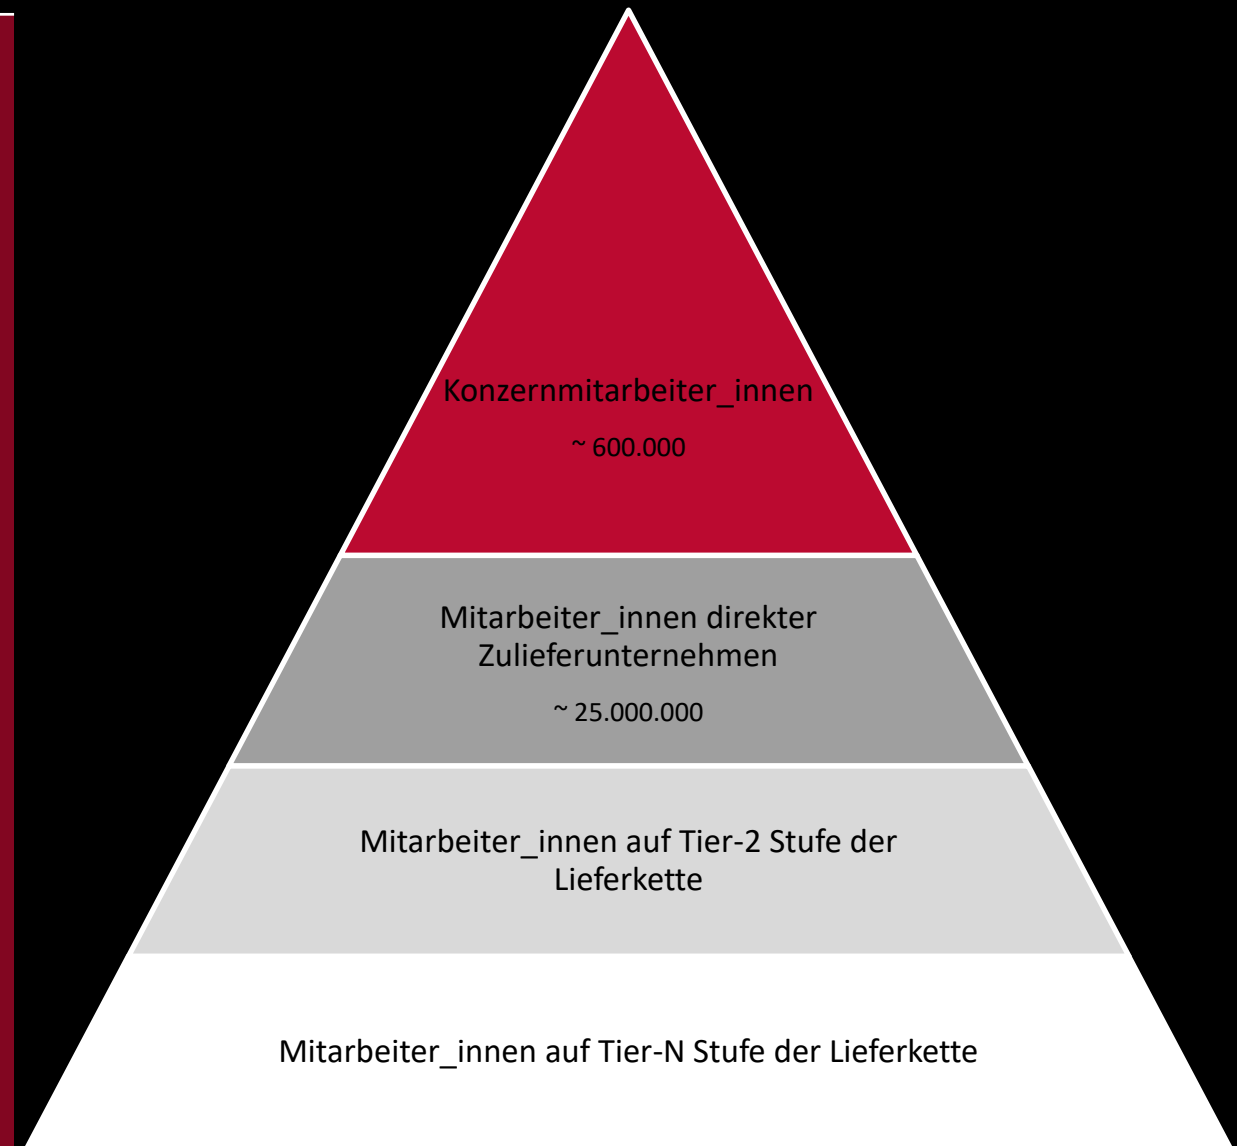 Konzernmitarbeiter_innen
~ 600.000
Mitarbeiter_innen direkter
Zulieferunternehmen
~ 25.000.000
Mitarbeiter_innen auf Tier-2 Stufe der
Lieferkette
Mitarbeiter_innen auf Tier-N Stufe der Lieferkette